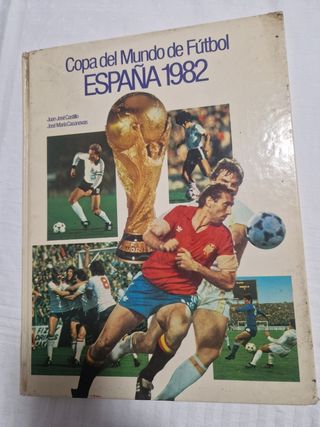 Copa del Mundo de Fútbol
ESPAÑA 1982
Juan José Castillo
José María Casanovas